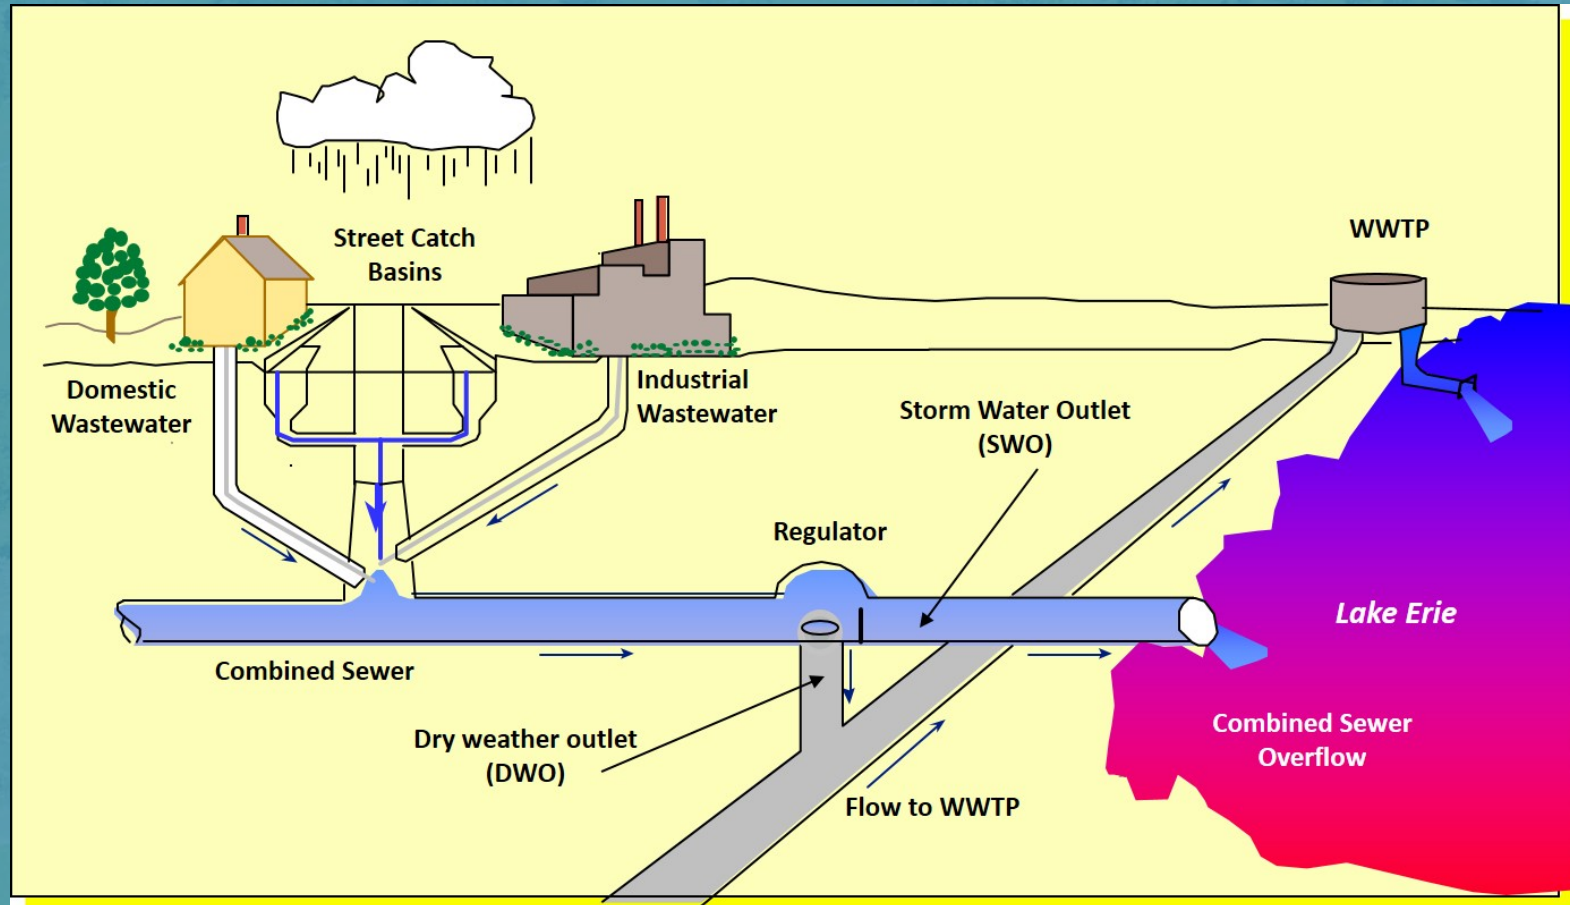 Street Catch
Basins
WWTP
Domestic
Wastewater
Industrial
Wastewater
Storm Water Outlet
(SWO)
Regulator
Lake Erie
Combined Sewer
Dry weather outlet
(DWO)
Combined Sewer
Overflow
Flow to WWTP